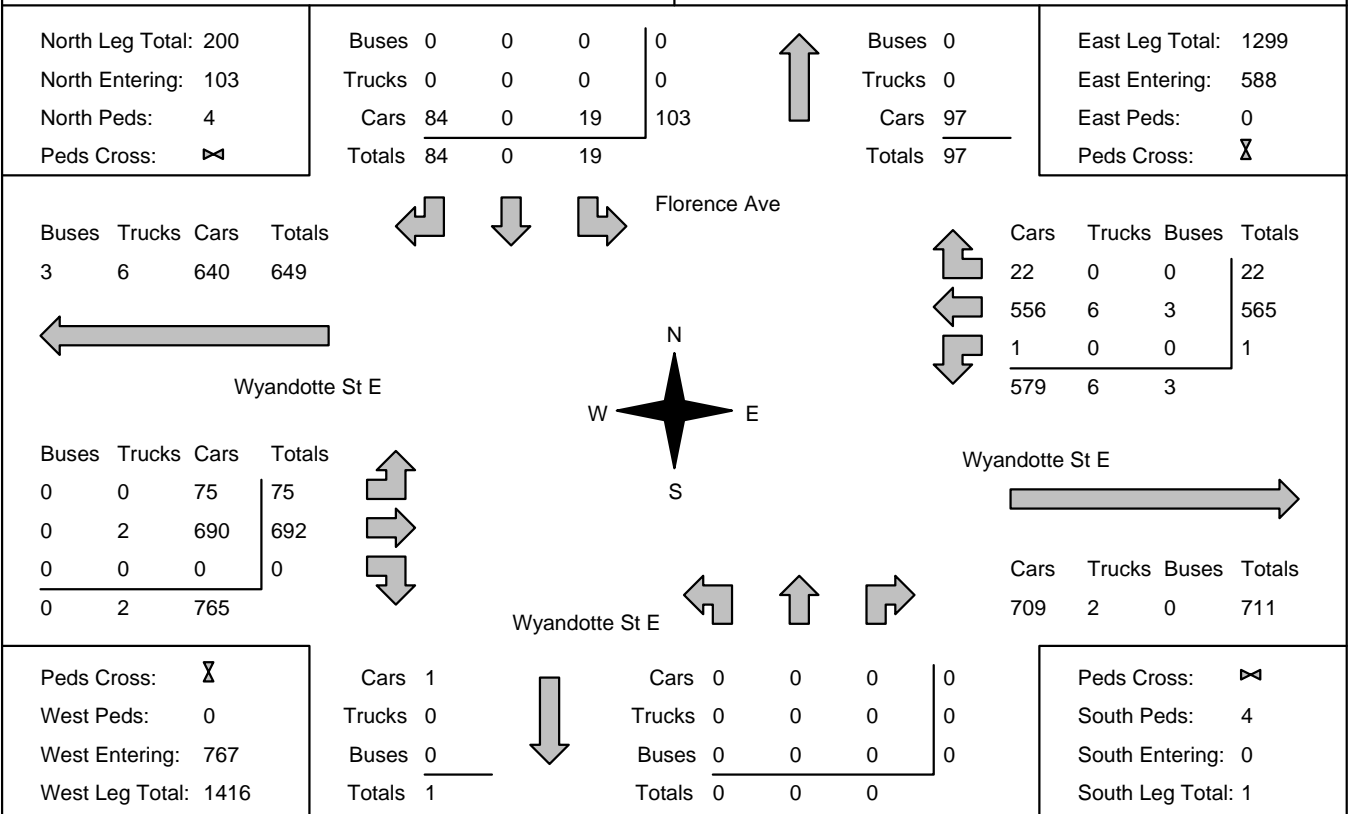 North Leg Total: 200
North Entering: 103
North Peds: 4
Peds Cross:
Buses 0 0 0 0
Trucks 0 0 0 0
Cars 84 0 19 103
Totals 84 0 19
Buses 0
Trucks 0
Cars 97
Totals 97
East Leg Total: 1299
East Entering: 588
East Peds: 0
Peds Cross:
Florence Ave
Buses Trucks Cars Totals
3 6 640 649
Cars Trucks Buses Totals
22 0 0 22
556 6 3 565
1 0 0 1
579 6 3
Wyandotte St E
N
W E
S
Buses Trucks Cars Totals
0 0 75 75
0 2 690 692
0 0 0 0
0 2 765
Wyandotte St E
Cars Trucks Buses Totals
709 2 0 711
Wyandotte St E
Peds Cross:
West Peds: 0
West Entering: 767
West Leg Total: 1416
Cars 1
Trucks 0
Buses 0
Totals 1
Cars 0 0 0 0
Trucks 0 0 0 0
Buses 0 0 0 0
Totals 0 0 0
Peds Cross:
South Peds: 4
South Entering: 0
South Leg Total: 1